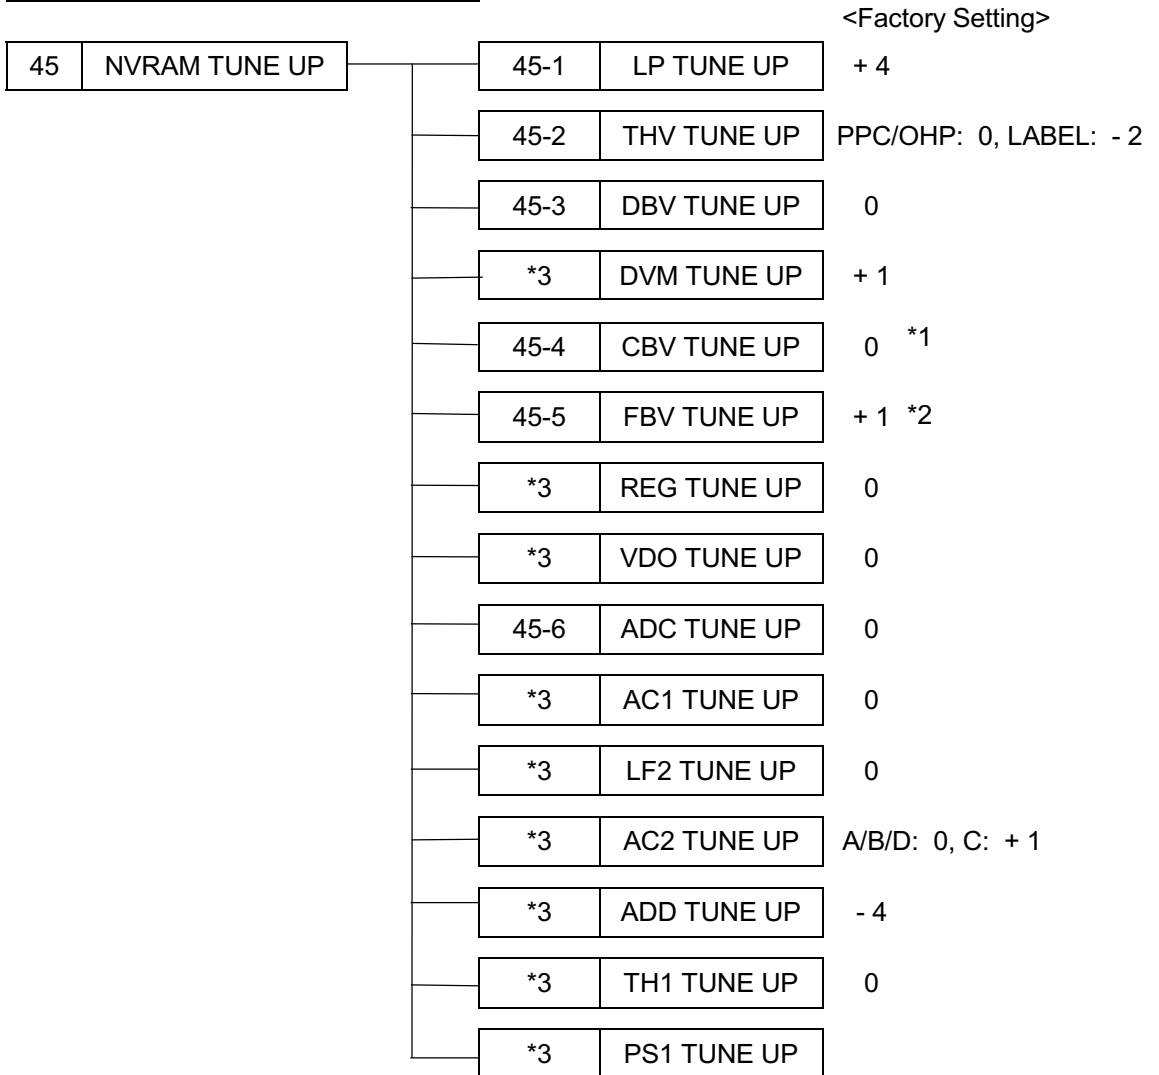 <Factory Setting>
45 NVRAM TUNE UP 45-1 LP TUNE UP + 4
45-2 THV TUNE UP PPC/OHP: 0, LABEL: - 2
45-3 DBV TUNE UP 0
*3 DVM TUNE UP + 1
45-4 CBV TUNE UP 0 *1
45-5 FBV TUNE UP + 1 *2
*3 REG TUNE UP 0
*3 VDO TUNE UP 0
45-6 ADC TUNE UP 0
*3 AC1 TUNE UP 0
*3 LF2 TUNE UP 0
*3 AC2 TUNE UP A/B/D: 0, C: + 1
*3 ADD TUNE UP - 4
*3 TH1 TUNE UP 0
*3 PS1 TUNE UP